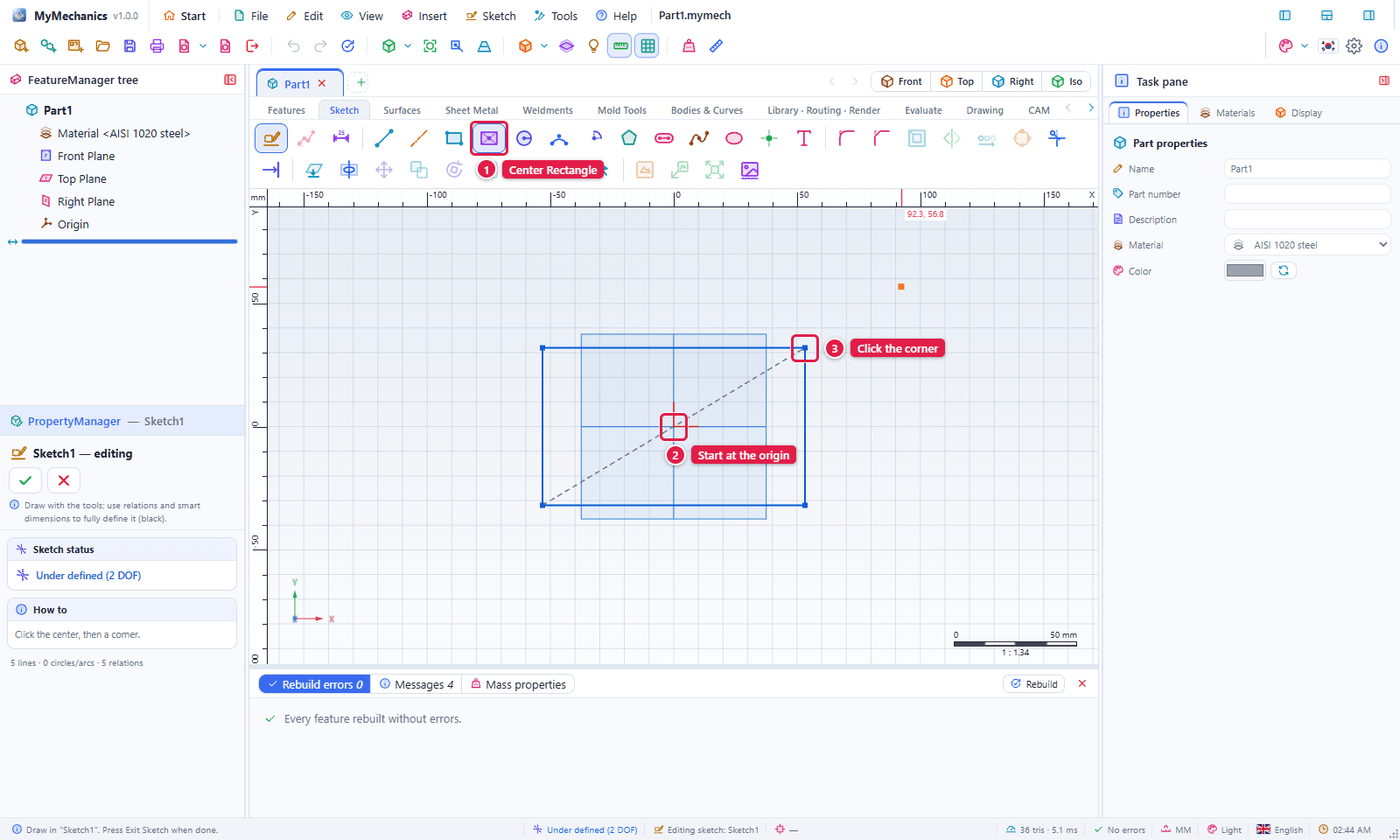 MyMechanics v1.0.0 Start File Edit View Insert Sketch Tools Help Part1.mymech
FeatureManager tree
Part1
Material <AISI 1020 steel>
Front Plane
Top Plane
Right Plane
Origin
PropertyManager — Sketch1
Sketch1 — editing
Draw with the tools; use relations and smart
dimensions to fully define it (black).
Sketch status
Under defined (2 DOF)
How to
Click the center, then a corner.
5 lines · 0 circles/arcs · 5 relations
Part1 Front Top Right Iso
Features Sketch Surfaces Sheet Metal Weldments Mold Tools Bodies & Curves Library · Routing · Render Evaluate Drawing CAM
25
1 Center Rectangle
mm -150 -100 -50 0 50 100 150 X
Y
92.3, 56.8
50
0
-50
3 Click the corner
2 Start at the origin
Y
X
0 50 mm
1 : 1.34
Rebuild errors 0 Messages 4 Mass properties Rebuild
Every feature rebuilt without errors.
Task pane
Properties Materials Display
Part properties
Name Part1
Part number
Description
Material AISI 1020 steel
Color
Draw in "Sketch1". Press Exit Sketch when done. Under defined (2 DOF) Editing sketch: Sketch1 — 36 tris · 5.1 ms No errors MM Light English 02:44 AM